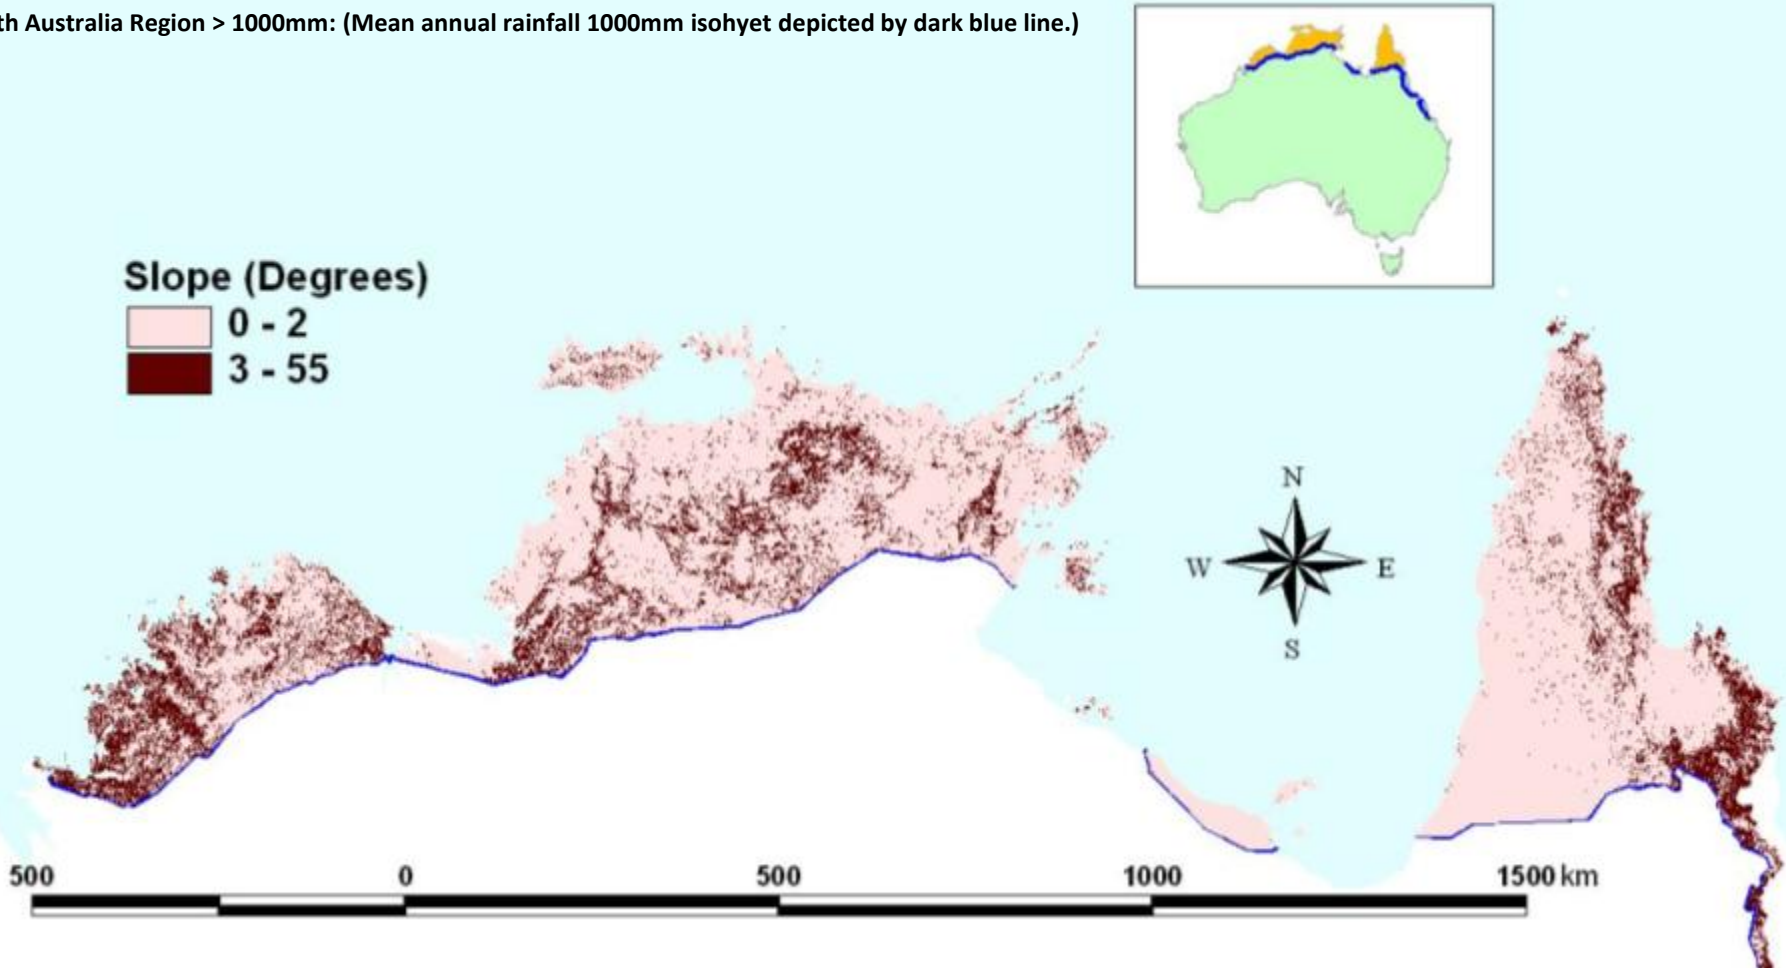 th Australia Region > 1000mm: (Mean annual rainfall 1000mm isohyet depicted by dark blue line.)
Slope (Degrees)
0 - 2
3 - 55
N
W
E
S
500
0
500
1000
1500 km